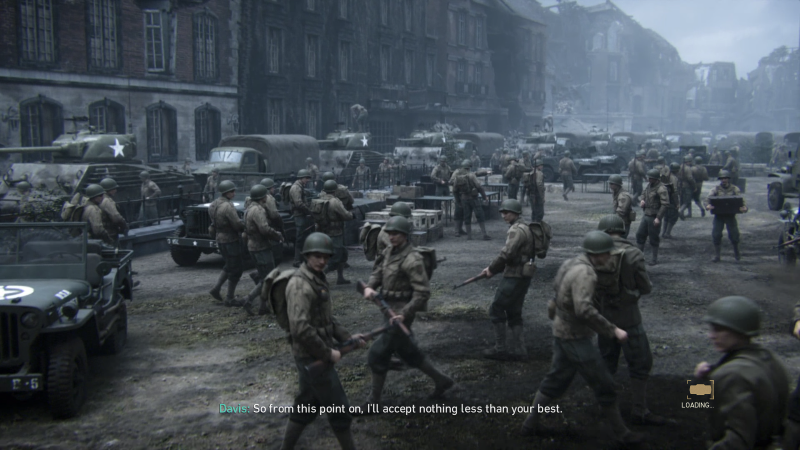 Davis: So from this point on, I'll accept nothing less than your best.
LOADING...